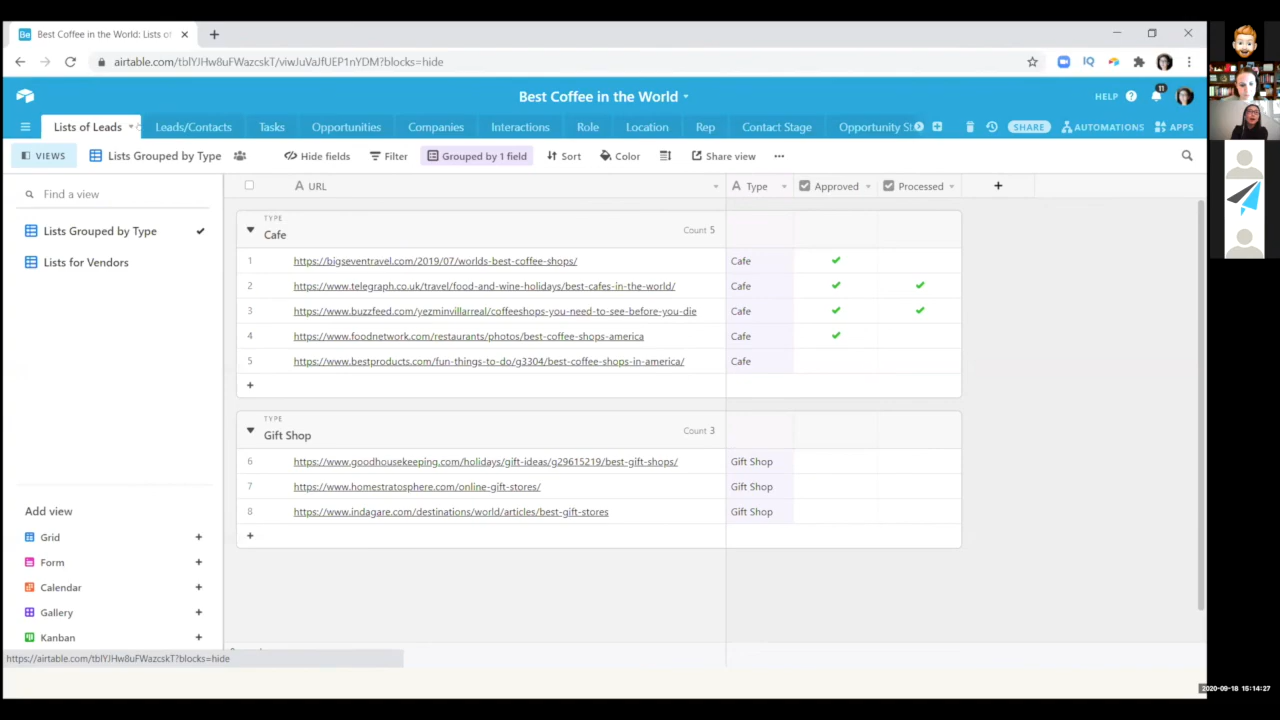 Be Best Coffee in the World: Lists of
airtable.com/tblYJHw8uFWazcskT/viwJuVaJfUEP1nYDM?blocks=hide
IQ
Best Coffee in the World
HELP
11
Lists of Leads Leads/Contacts Tasks Opportunities Companies Interactions Role Location Rep Contact Stage Opportunity St SHARE AUTOMATIONS APPS
VIEWS Lists Grouped by Type Hide fields Filter Grouped by 1 field Sort Color Share view
Find a view
URL Type Approved Processed
Lists Grouped by Type
Lists for Vendors
TYPE
Cafe Count 5
1 https://bigseventravel.com/2019/07/worlds-best-coffee-shops/ Cafe
2 https://www.telegraph.co.uk/travel/food-and-wine-holidays/best-cafes-in-the-world/ Cafe
3 https://www.buzzfeed.com/yezminvillarreal/coffeeshops-you-need-to-see-before-you-die Cafe
4 https://www.foodnetwork.com/restaurants/photos/best-coffee-shops-america Cafe
5 https://www.bestproducts.com/fun-things-to-do/g3304/best-coffee-shops-in-america/ Cafe
TYPE
Gift Shop Count 3
6 https://www.goodhousekeeping.com/holidays/gift-ideas/g29615219/best-gift-shops/ Gift Shop
7 https://www.homestratosphere.com/online-gift-stores/ Gift Shop
8 https://www.indagare.com/destinations/world/articles/best-gift-stores Gift Shop
Add view
Grid
Form
Calendar
Gallery
Kanban
https://airtable.com/tblYJHw8uFWazcskT?blocks=hide
2020-09-18 15:14:27